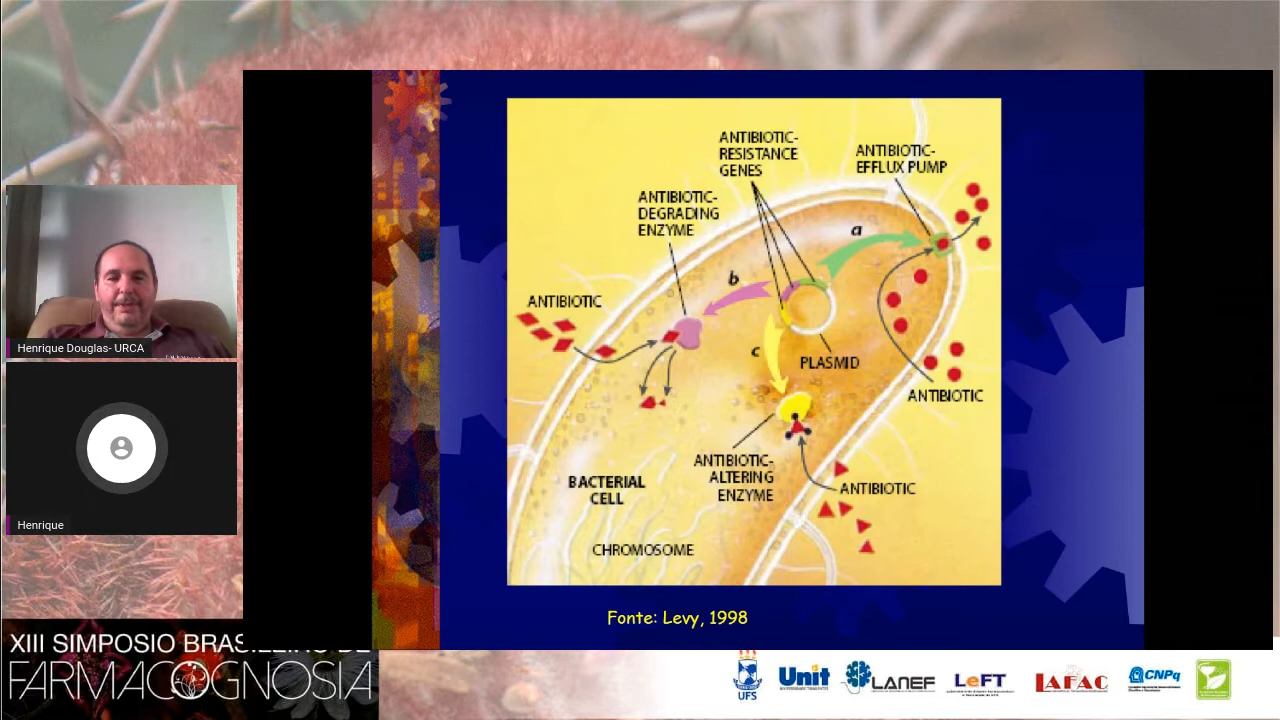 ANTIBIOTIC-
RESISTANCE
GENES
ANTIBIOTIC-
EFFLUX PUMP
ANTIBIOTIC-
DEGRADING
ENZYME
a
b
ANTIBIOTIC
c
PLASMID
ANTIBIOTIC
ANTIBIOTIC-
ALTERING
ENZYME
BACTERIAL
CELL
ANTIBIOTIC
CHROMOSOME
Fonte: Levy, 1998
Henrique Douglas- URCA
Henrique
XIII SIMPOSIO BRASILEIRO DE
FARMACOGNOSIA
UFS
Unit
LANEF
LeFT
LAFAC
CNPq